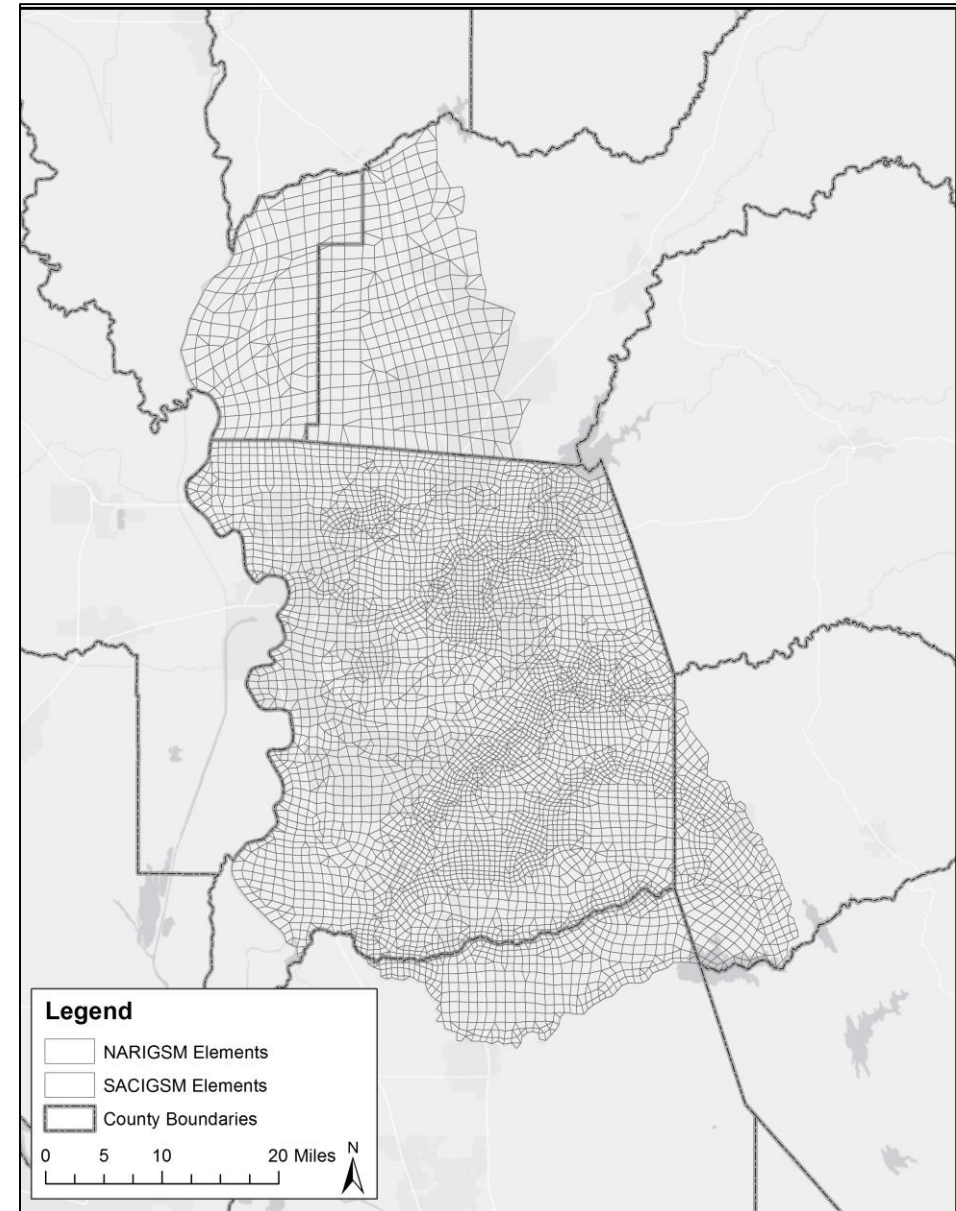 Legend
NARIGSM Elements
SACIGSM Elements
County Boundaries
0 5 10 20 Miles N